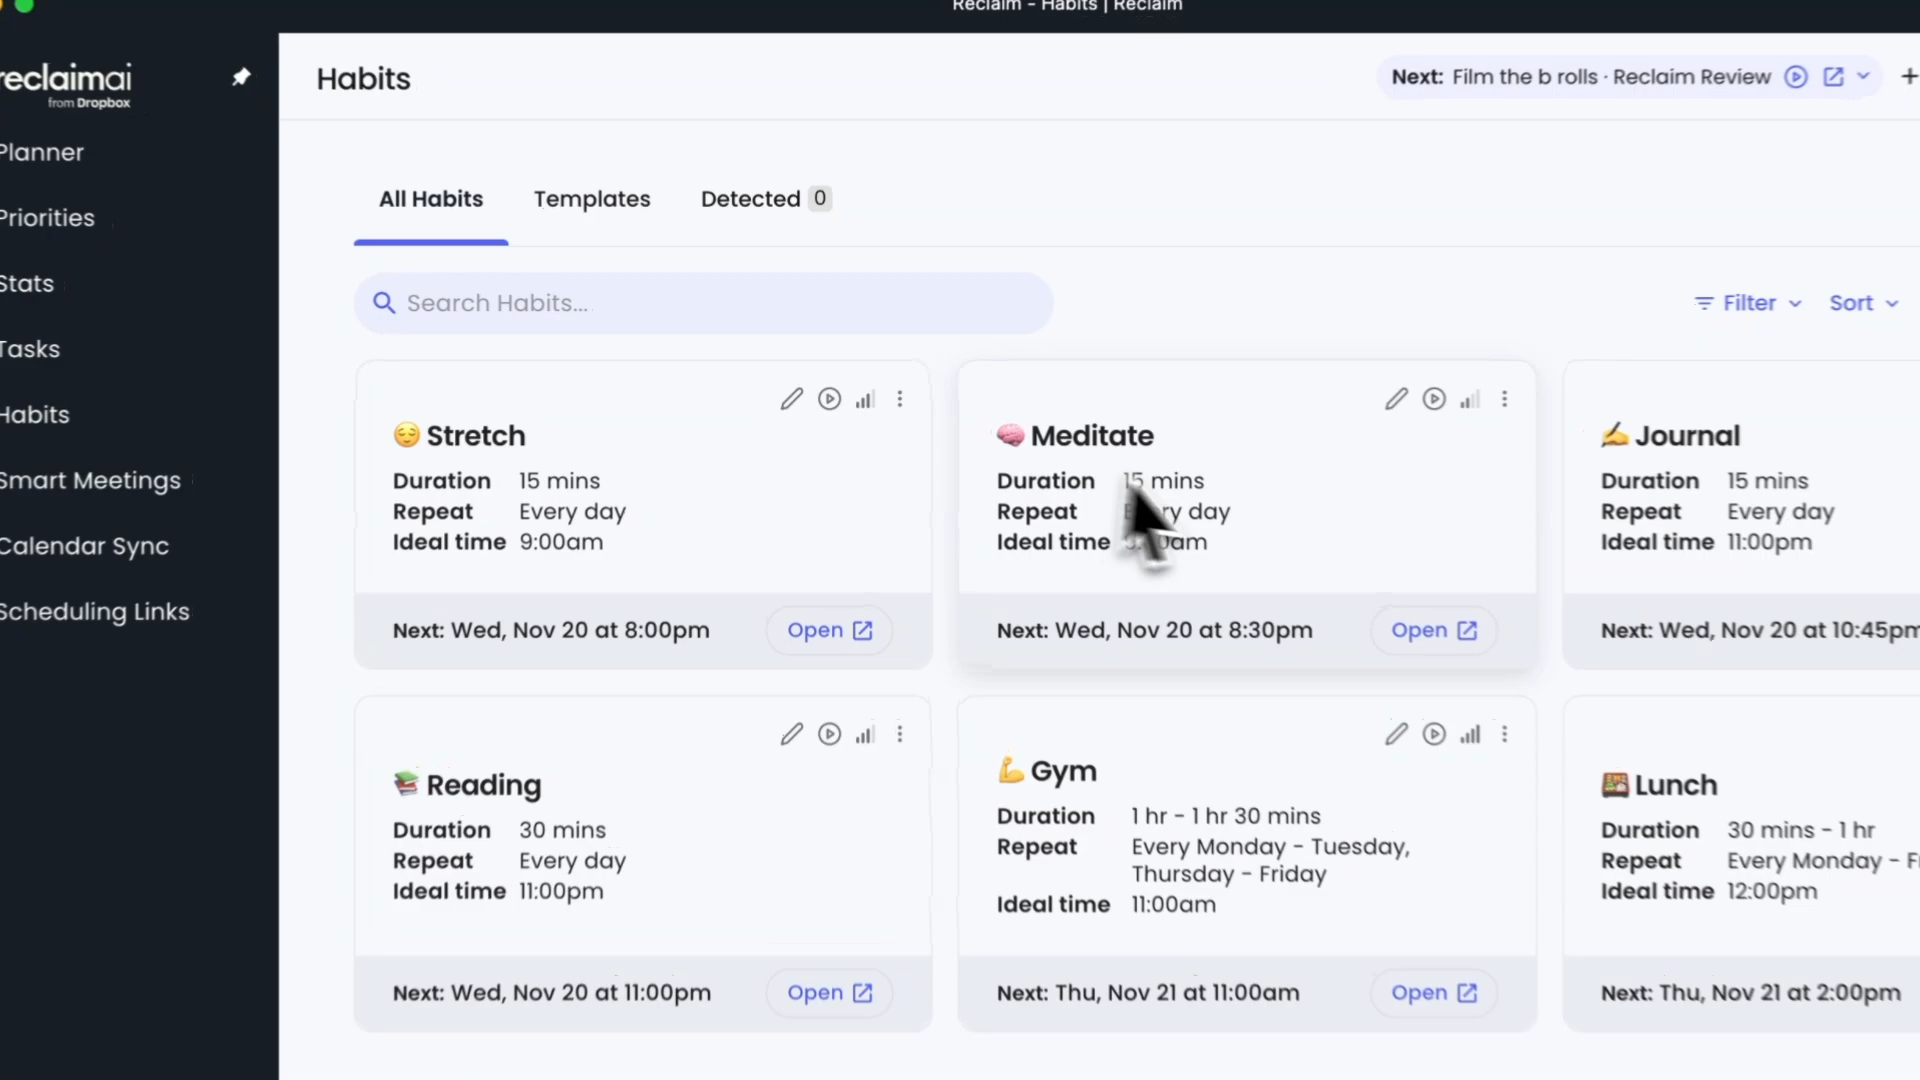 Reclaim - Habits | Reclaim
reclaimai
from Dropbox
Habits
Next: Film the b rolls · Reclaim Review
Planner
Priorities
Stats
Tasks
Habits
Smart Meetings
Calendar Sync
Scheduling Links
All Habits
Templates
Detected 0
Search Habits...
Filter
Sort
Stretch
Duration 15 mins
Repeat Every day
Ideal time 9:00am
Next: Wed, Nov 20 at 8:00pm
Open
Meditate
Duration 15 mins
Repeat Every day
Ideal time
Next: Wed, Nov 20 at 8:30pm
Open
Journal
Duration 15 mins
Repeat Every day
Ideal time 11:00pm
Next: Wed, Nov 20 at 10:45pm
Reading
Duration 30 mins
Repeat Every day
Ideal time 11:00pm
Next: Wed, Nov 20 at 11:00pm
Open
Gym
Duration 1 hr - 1 hr 30 mins
Repeat Every Monday - Tuesday,
Thursday - Friday
Ideal time 11:00am
Next: Thu, Nov 21 at 11:00am
Open
Lunch
Duration 30 mins - 1 hr
Repeat Every Monday -
Ideal time 12:00pm
Next: Thu, Nov 21 at 2:00pm